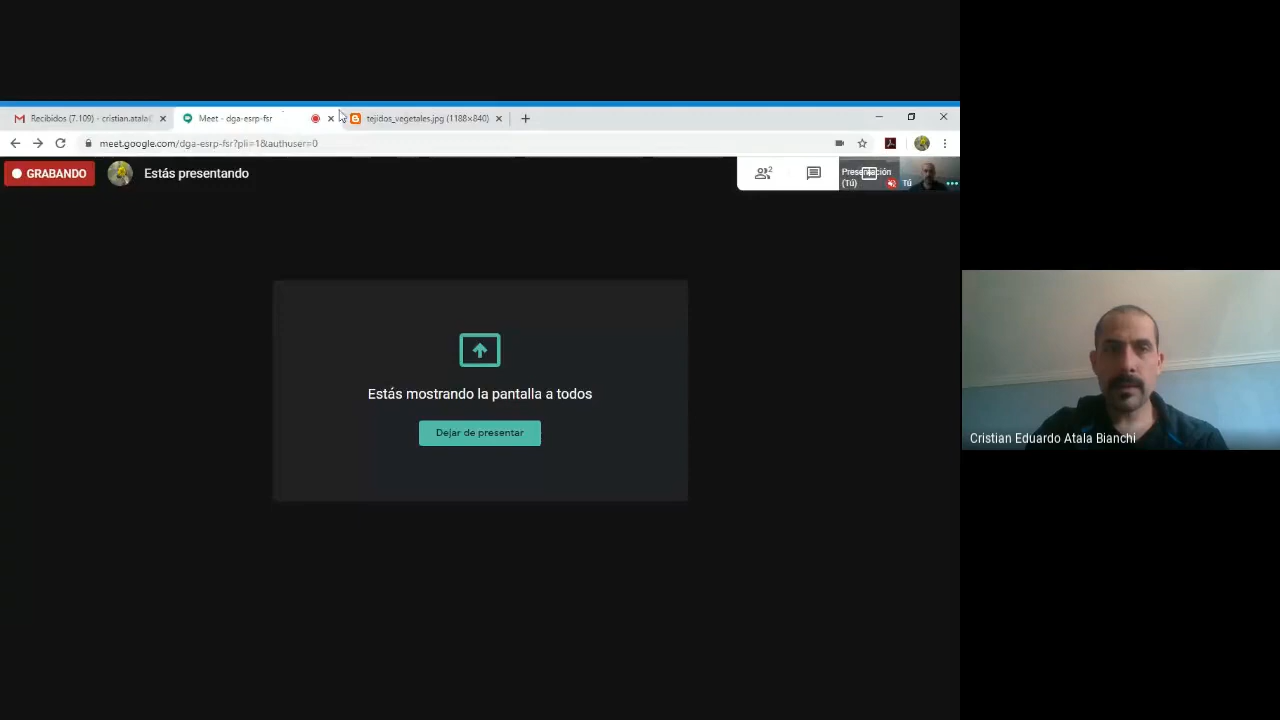 Recibidos (7.109) - cristian.atala
Meet - dga-esrp-fsr
tejidos_vegetales.jpg (1188×840)
meet.google.com/dga-esrp-fsr?pli=1&authuser=0
GRABANDO
Estás presentando
2
Presentación
(Tú)
Tú
Estás mostrando la pantalla a todos
Dejar de presentar
Cristian Eduardo Atala Bianchi